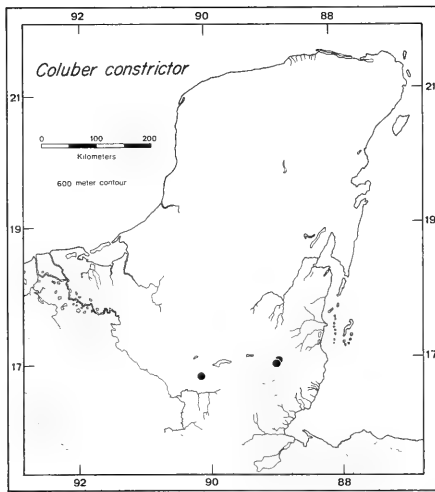 92 90 88
Coluber constrictor
21 21
0 100 200
Kilometers
600 meter contour
19 19
17 17
92 90 88